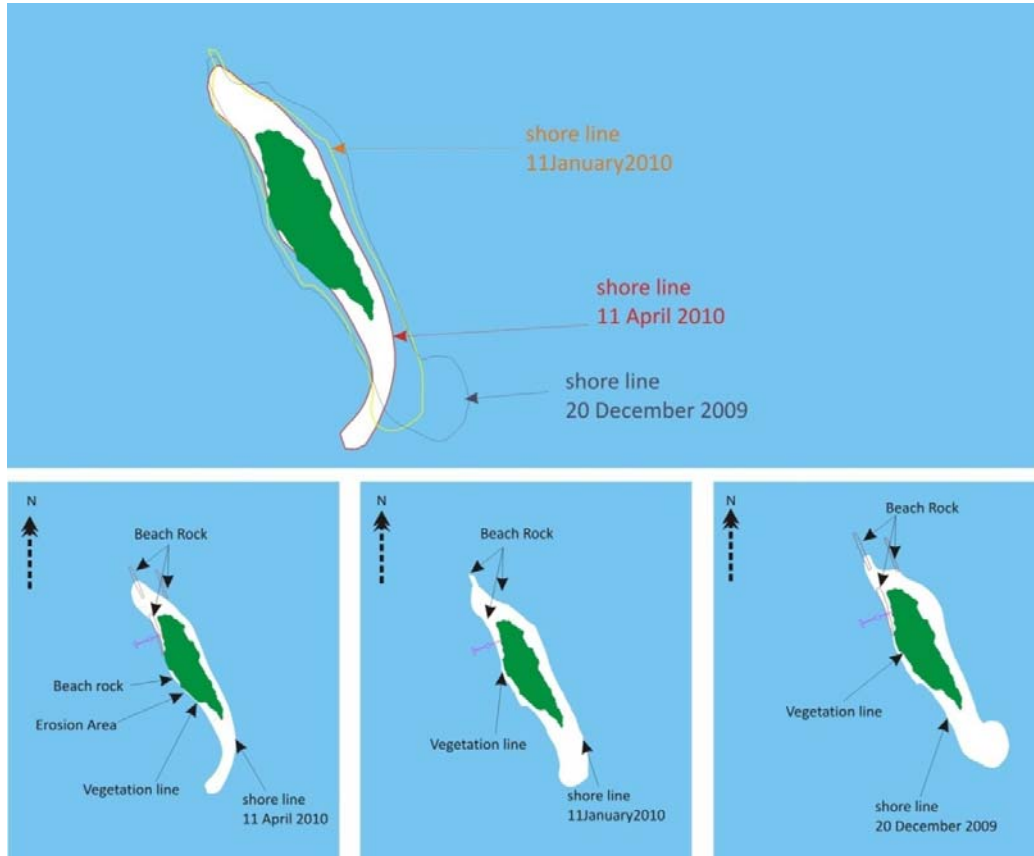 shore line
11January2010
shore line
11 April 2010
shore line
20 December 2009
N
Beach Rock
Beach rock
Erosion Area
Vegetation line
shore line
11 April 2010
N
Beach Rock
Vegetation line
shore line
11January2010
N
Beach Rock
Vegetation line
shore line
20 December 2009